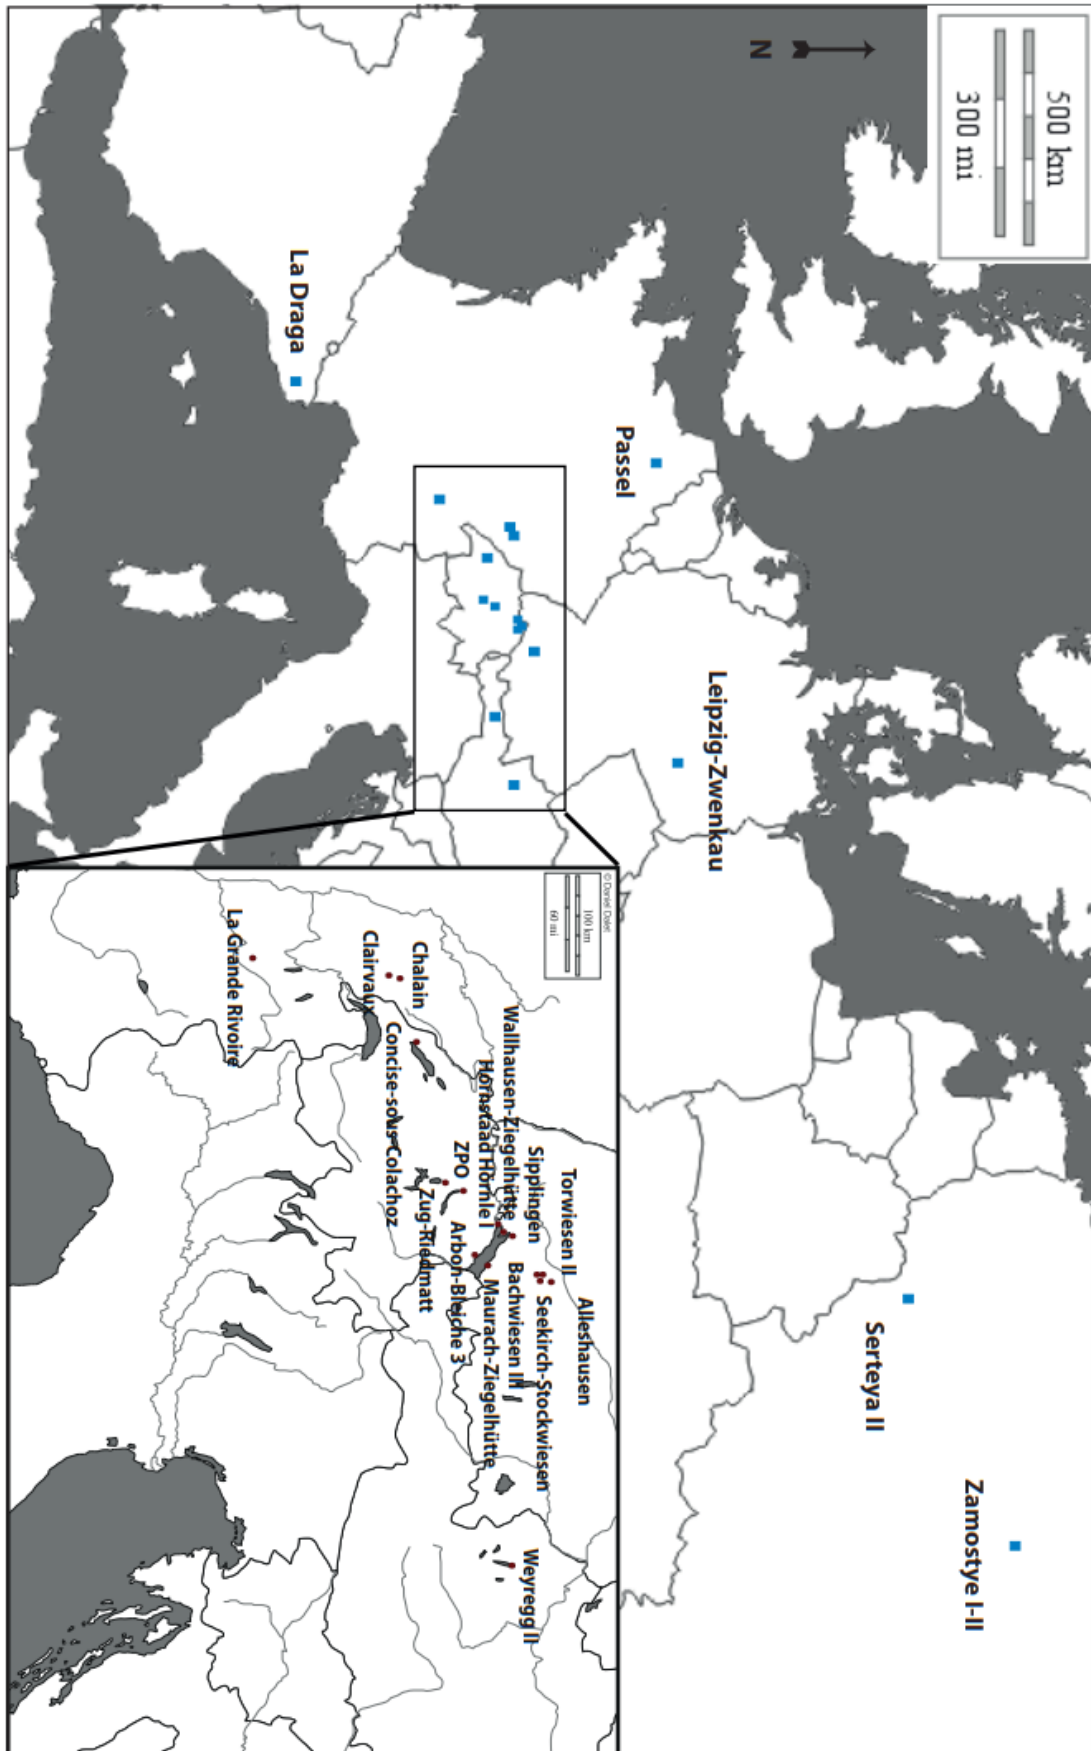 500 km
300 mi
N
La Draga
Passel
Leipzig-Zwenkau
Serteya II
Zamostye I-II
© Daniel Dalet
100 km
60 mi
La Grande Rivoire
Clairvaux
Chalain
Concise-sous-Colachoz
Wallhausen-Ziegelhütte
Hornstaad Hörnle I
Sipplingen
Torwiesen II
Alleshausen
ZPO
Zug-Riedmatt
Arbon-Bleiche 3
Maurach-Ziegelhütte
Bachwiesen III
Seekirch-Stockwiesen
Weyregg II